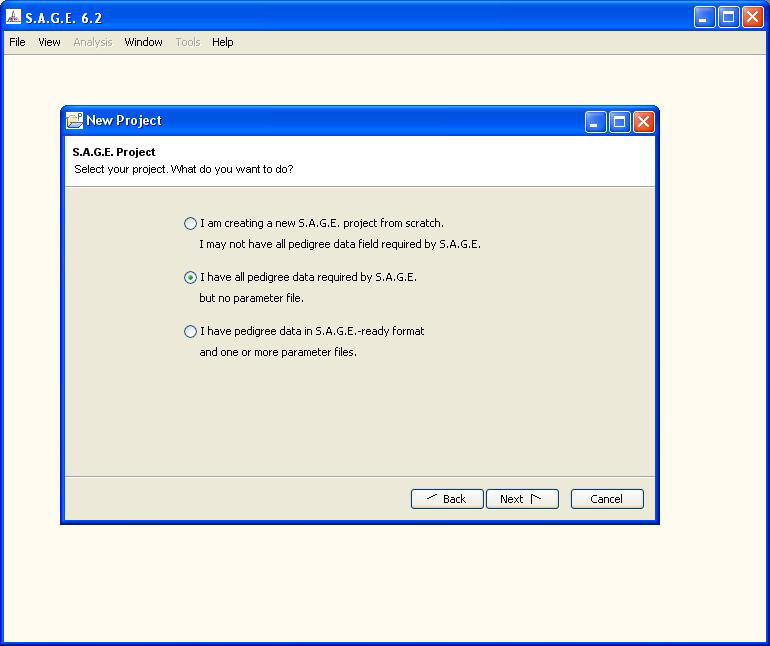 S.A.G.E. 6.2
File View Analysis Window Tools Help
New Project
S.A.G.E. Project
Select your project. What do you want to do?
I am creating a new S.A.G.E. project from scratch.
I may not have all pedigree data field required by S.A.G.E.
I have all pedigree data required by S.A.G.E.
but no parameter file.
I have pedigree data in S.A.G.E.-ready format
and one or more parameter files.
Back Next Cancel